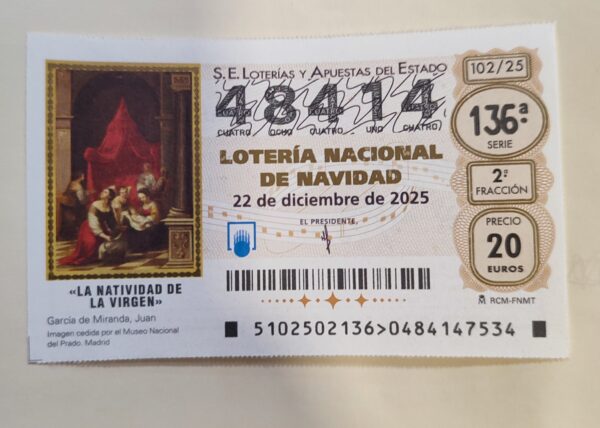 S.E. LOTERÍAS Y APUESTAS DEL ESTADO
48414
CUATRO OCHO CUATRO UNO CUATRO
LOTERÍA NACIONAL
DE NAVIDAD
22 de diciembre de 2025
EL PRESIDENTE,
102/25
136ª
SERIE
2ª
FRACCIÓN
PRECIO
20
EUROS
RCM-FNMT
«LA NATIVIDAD DE
LA VIRGEN»
García de Miranda, Juan
Imagen cedida por el Museo Nacional
del Prado. Madrid
5102502136>0484147534